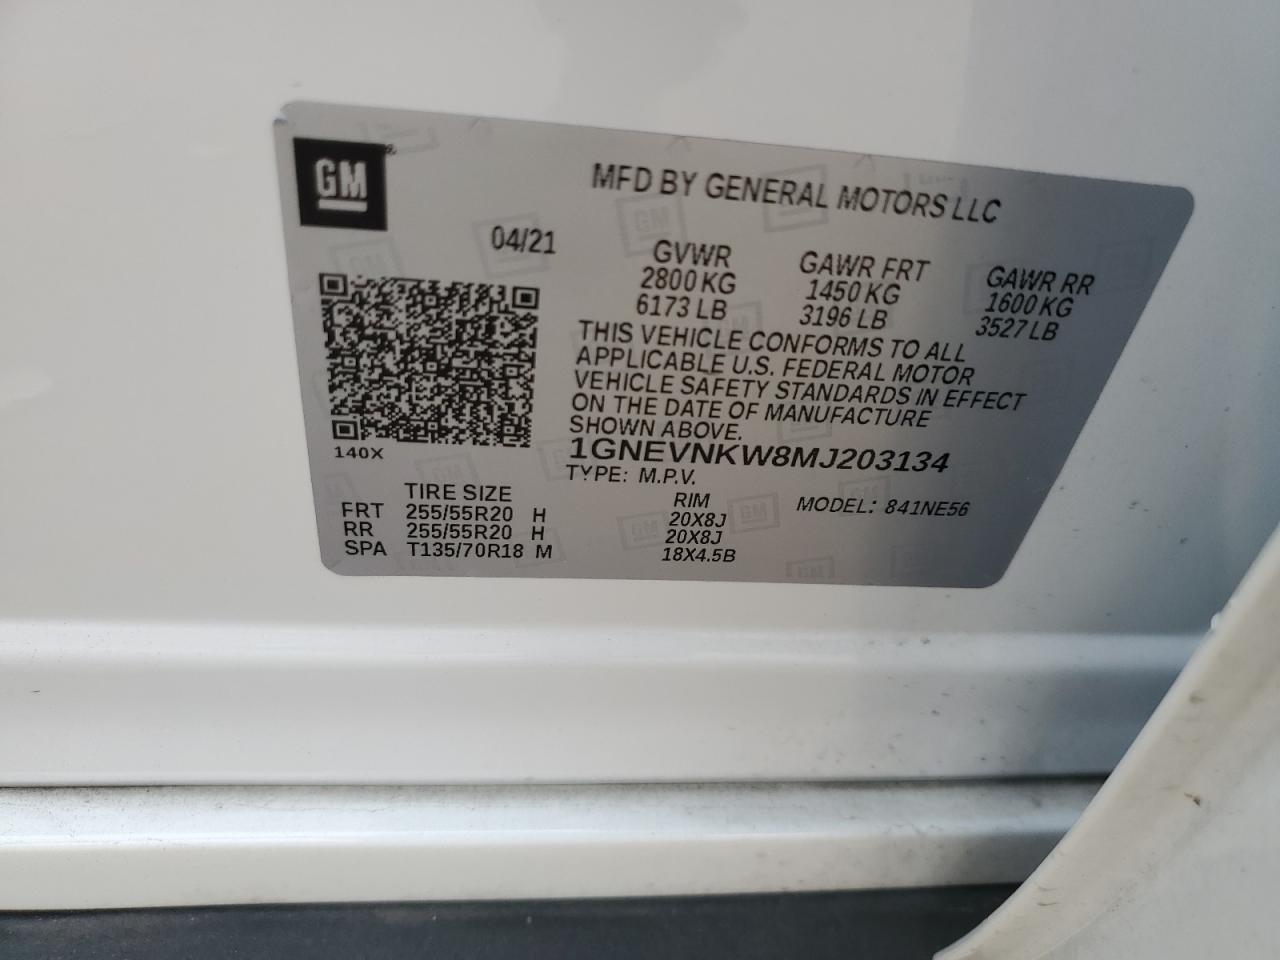 GM
MFD BY GENERAL MOTORS LLC
04/21
GVWR GAWR FRT GAWR RR
2800 KG 1450 KG 1600 KG
6173 LB 3196 LB 3527 LB
THIS VEHICLE CONFORMS TO ALL
APPLICABLE U.S. FEDERAL MOTOR
VEHICLE SAFETY STANDARDS IN EFFECT
ON THE DATE OF MANUFACTURE
SHOWN ABOVE.
140X
1GNEVNKW8MJ203134
TYPE: M.P.V.
TIRE SIZE RIM MODEL: 841NE56
FRT 255/55R20 H 20X8J
RR 255/55R20 H 20X8J
SPA T135/70R18 M 18X4.5B